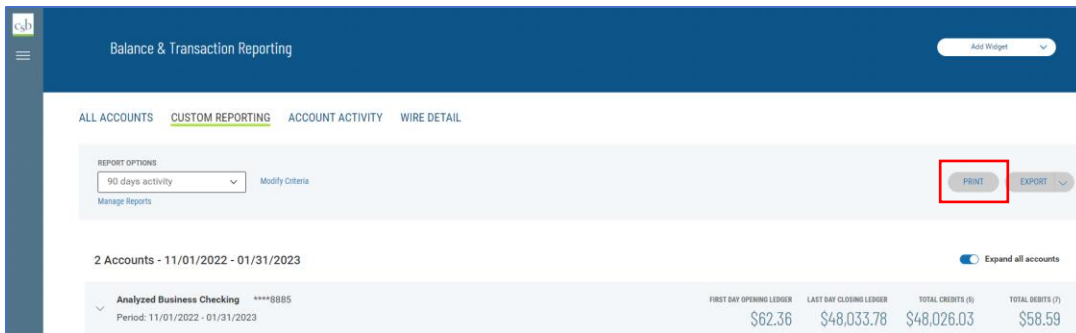 csb
Balance & Transaction Reporting
Add Widget
ALL ACCOUNTS CUSTOM REPORTING ACCOUNT ACTIVITY WIRE DETAIL
REPORT OPTIONS
90 days activity Modify Criteria
PRINT EXPORT
Manage Reports
2 Accounts - 11/01/2022 - 01/31/2023 Expand all accounts
Analyzed Business Checking ****8885 FIRST DAY OPENING LEDGER LAST DAY CLOSING LEDGER TOTAL CREDITS (5) TOTAL DEBITS (7)
Period: 11/01/2022 - 01/31/2023 $62.36 $48,033.78 $48,026.03 $58.59